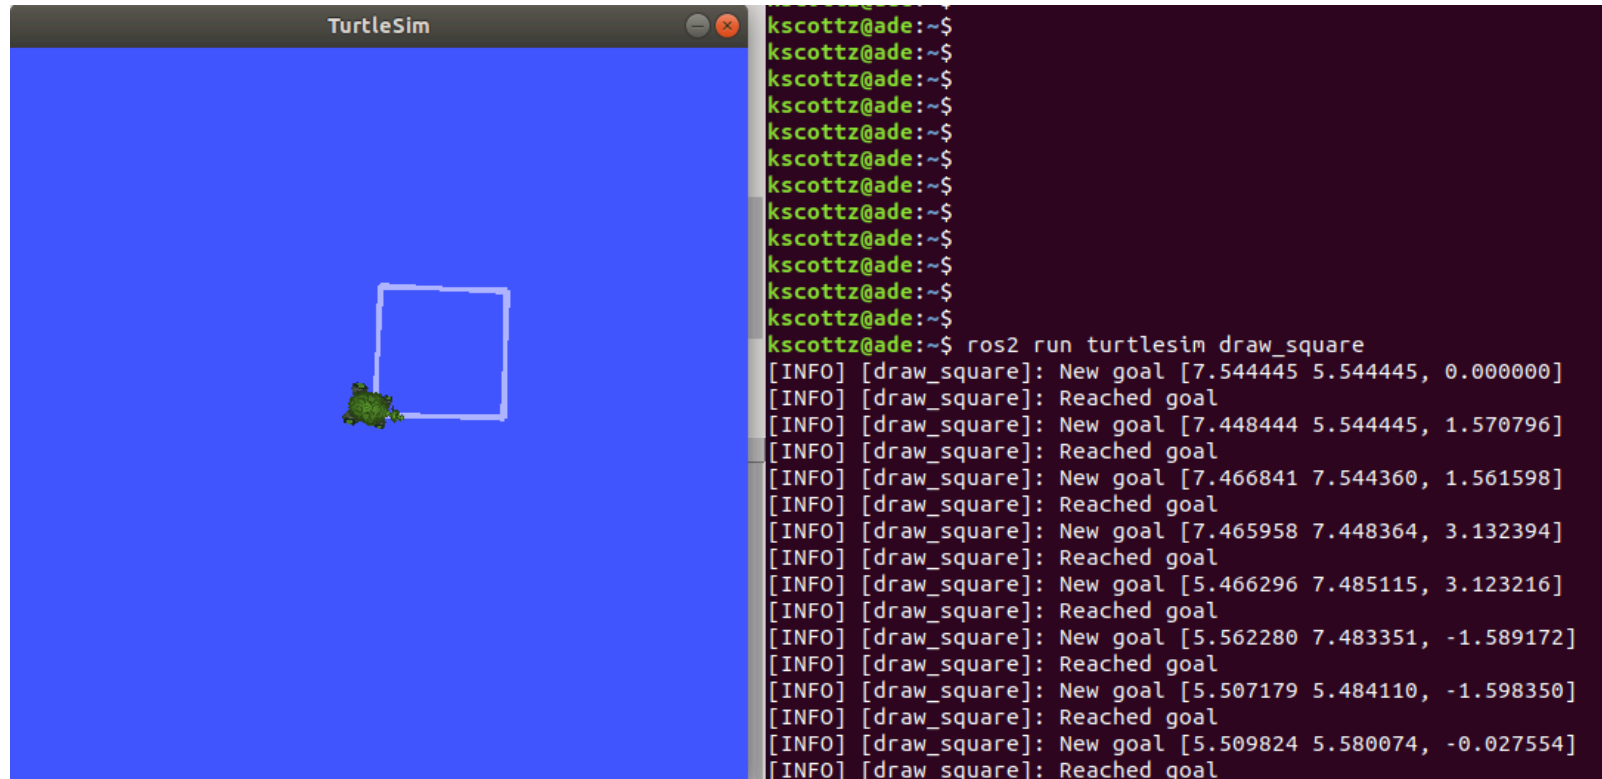 TurtleSim
kscottz@ade:~$
kscottz@ade:~$
kscottz@ade:~$
kscottz@ade:~$
kscottz@ade:~$
kscottz@ade:~$
kscottz@ade:~$
kscottz@ade:~$
kscottz@ade:~$
kscottz@ade:~$
kscottz@ade:~$
kscottz@ade:~$
kscottz@ade:~$ ros2 run turtlesim draw_square
[INFO] [draw_square]: New goal [7.544445 5.544445, 0.000000]
[INFO] [draw_square]: Reached goal
[INFO] [draw_square]: New goal [7.448444 5.544445, 1.570796]
[INFO] [draw_square]: Reached goal
[INFO] [draw_square]: New goal [7.466841 7.544360, 1.561598]
[INFO] [draw_square]: Reached goal
[INFO] [draw_square]: New goal [7.465958 7.448364, 3.132394]
[INFO] [draw_square]: Reached goal
[INFO] [draw_square]: New goal [5.466296 7.485115, 3.123216]
[INFO] [draw_square]: Reached goal
[INFO] [draw_square]: New goal [5.562280 7.483351, -1.589172]
[INFO] [draw_square]: Reached goal
[INFO] [draw_square]: New goal [5.507179 5.484110, -1.598350]
[INFO] [draw_square]: Reached goal
[INFO] [draw_square]: New goal [5.509824 5.580074, -0.027554]
[INFO] [draw_square]: Reached goal